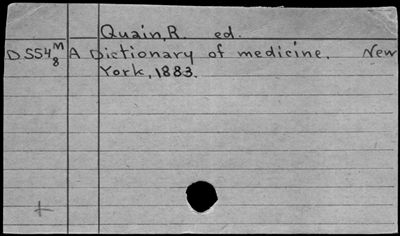 Quain, R. ed.
D554 M/8 A Dictionary of medicine. New
York, 1883.